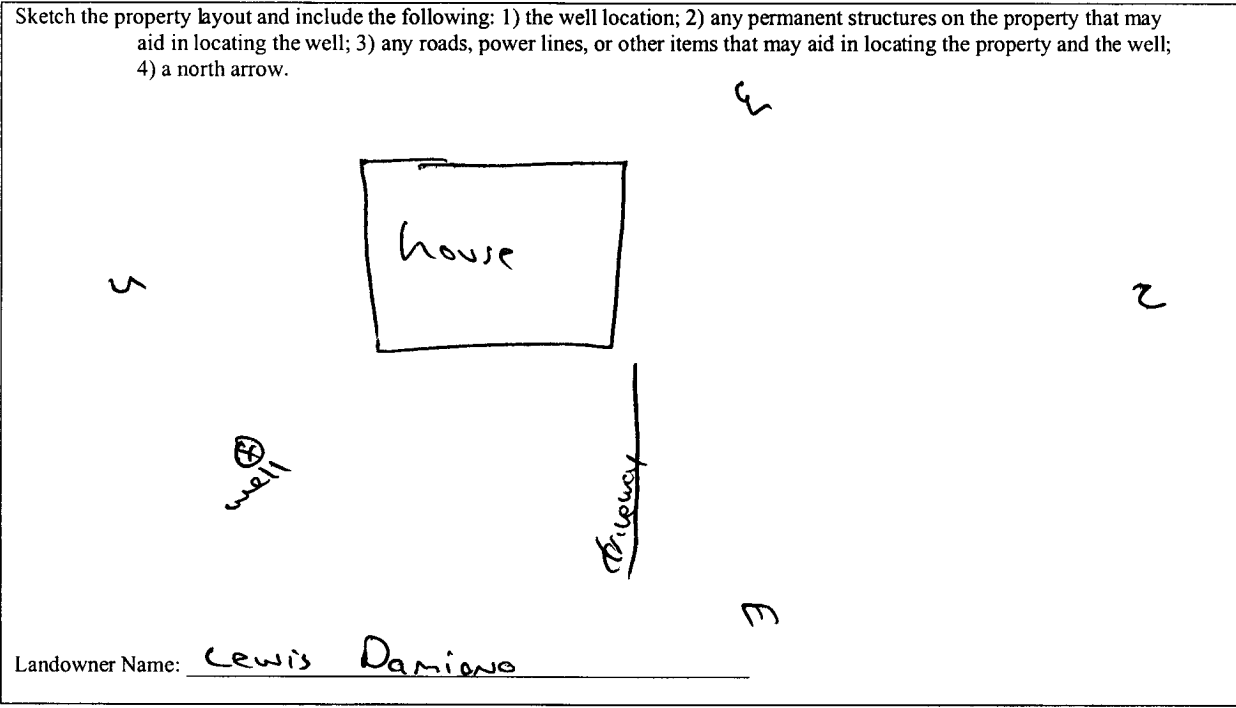 Sketch the property layout and include the following: 1) the well location; 2) any permanent structures on the property that may
aid in locating the well; 3) any roads, power lines, or other items that may aid in locating the property and the well;
4) a north arrow.
house
well
driveway
Landowner Name: Lewis Damiano